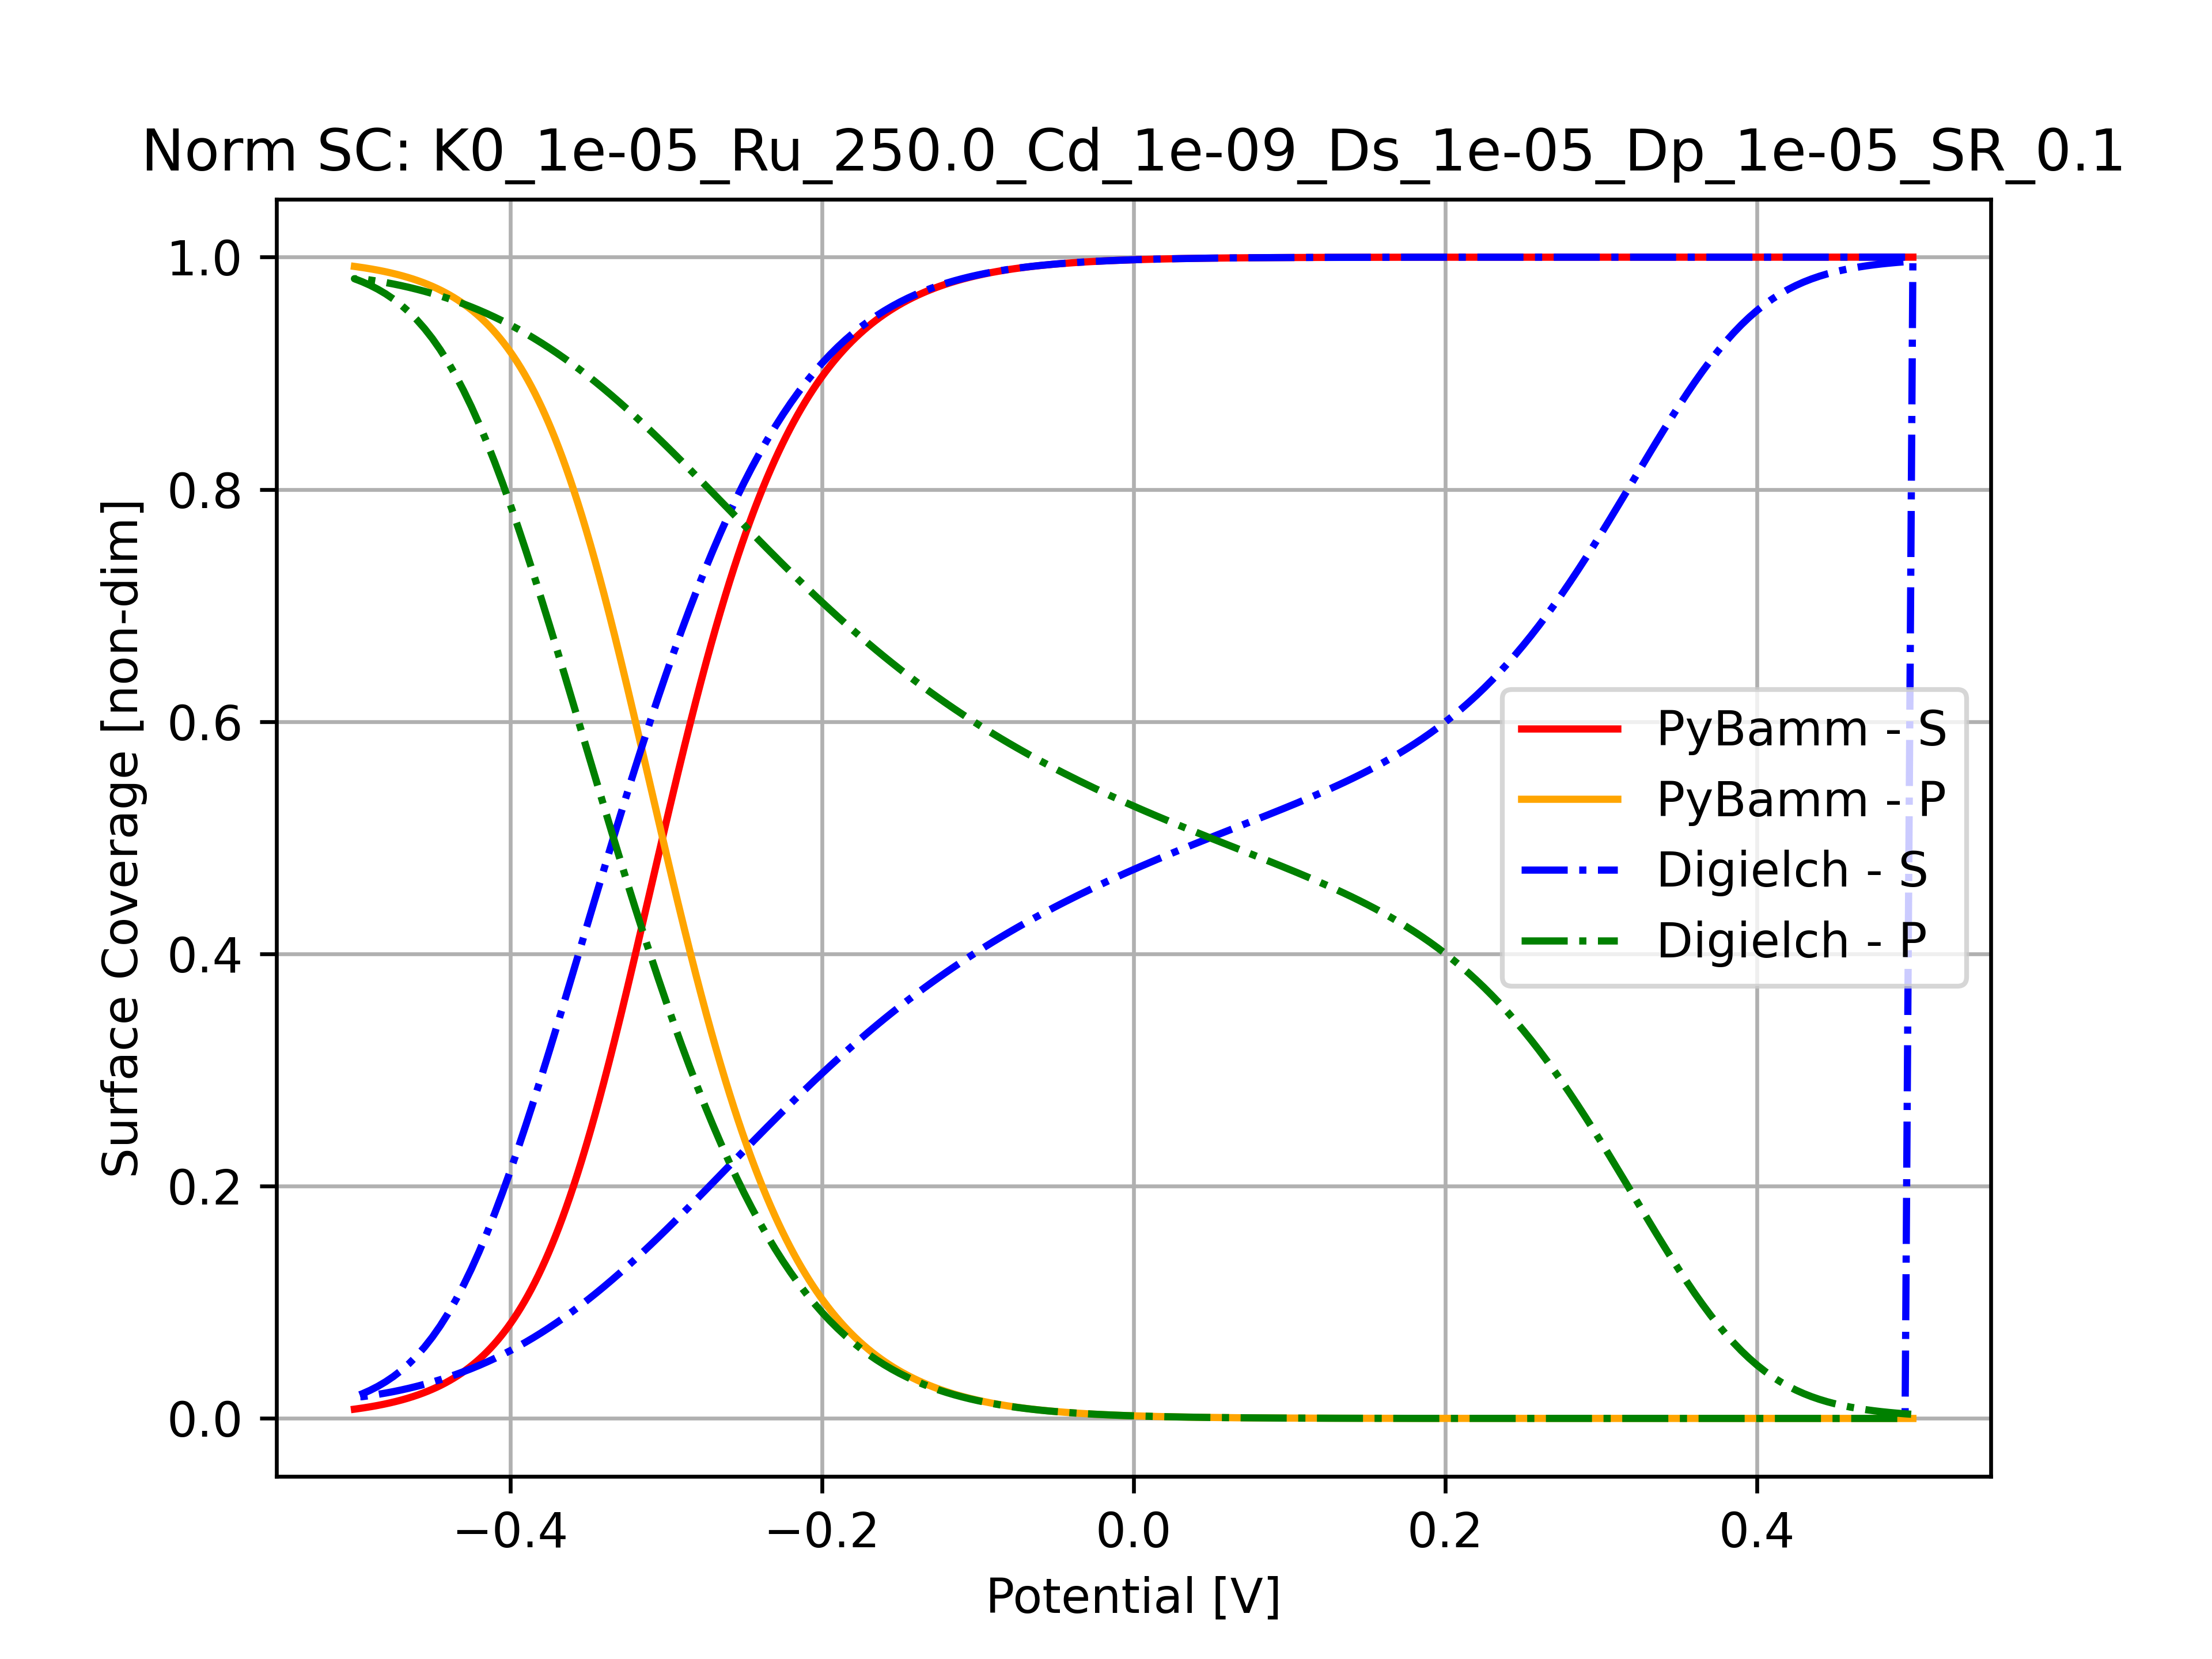 Norm SC: K0_1e-05_Ru_250.0_Cd_1e-09_Ds_1e-05_Dp_1e-05_SR_0.1
1.0
0.8
0.6
0.4
0.2
0.0
Surface Coverage [non-dim]
PyBamm - S
PyBamm - P
Digielch - S
Digielch - P
−0.4 −0.2 0.0 0.2 0.4
Potential [V]